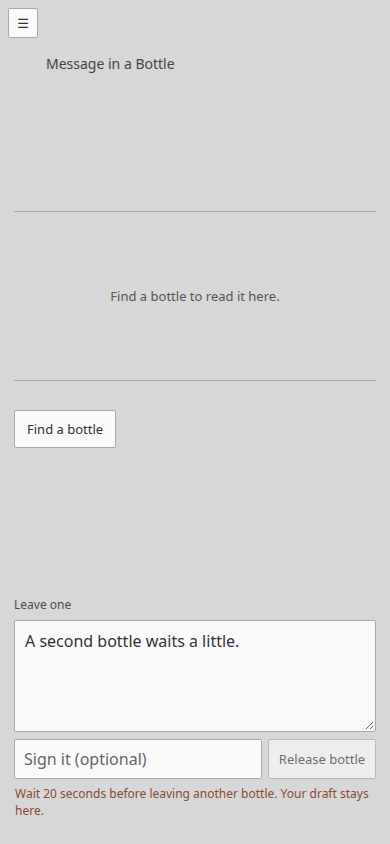 ☰
Message in a Bottle
Find a bottle to read it here.
Find a bottle
Leave one
A second bottle waits a little.
Sign it (optional)
Release bottle
Wait 20 seconds before leaving another bottle. Your draft stays
here.